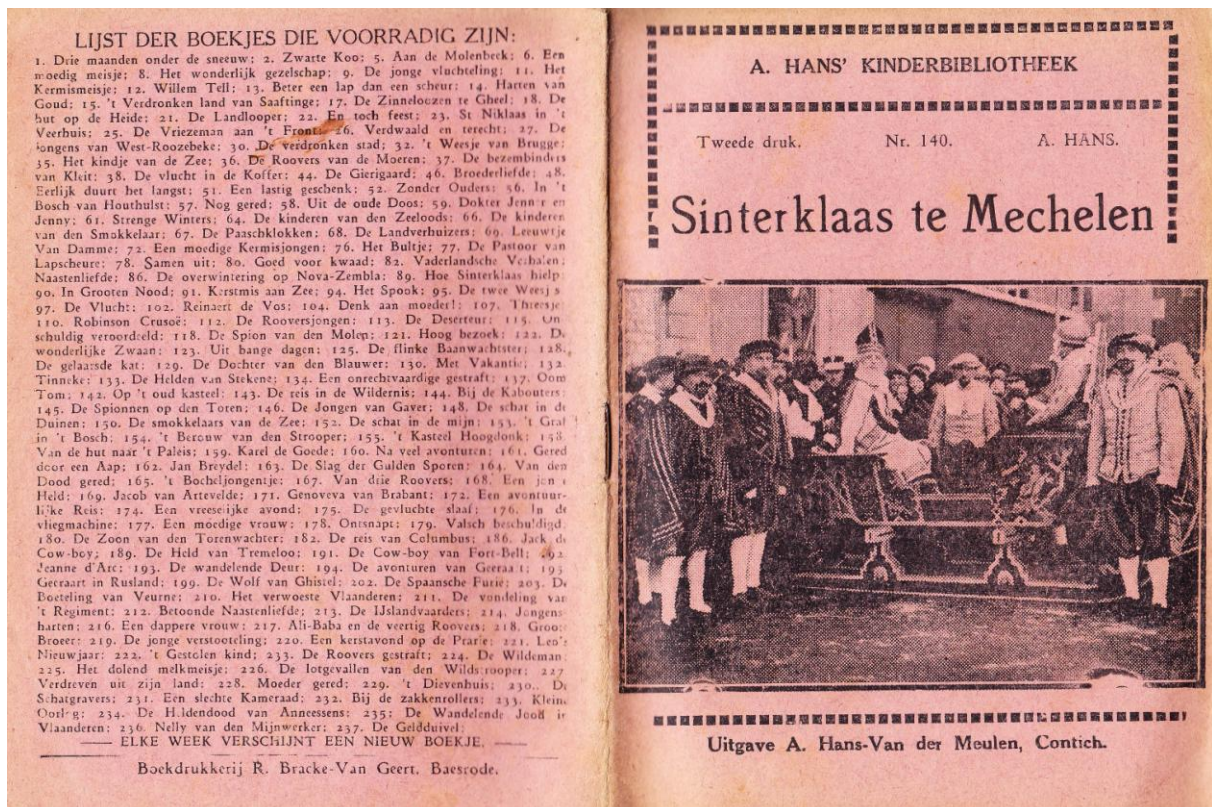 LIJST DER BOEKJES DIE VOORRADIG ZIJN:
1. Drie maanden onder de sneeuw; 2. Zwarte Koo; 5. Aan de Molenbeek; 6. Een
moedig meisje; 8. Het wonderlijk gezelschap; 9. De jonge vluchteling; 11. Het
Kermismeisje; 12. Willem Tell; 13. Beter een lap dan een scheur; 14. Harten van
Goud; 15. 't Verdronken land van Saaftinge; 17. De Zinneloozen te Gheel; 18. De
hut op de Heide; 21. De Landlooper; 22. En toch feest; 23. St Niklaas in 't
Veerhuis; 25. De Vriezeman aan 't Front; 26. Verdwaald en terecht; 27. De
jongens van West-Roozebeke; 30. De verdronken stad; 32. 't Weesje van Brugge;
35. Het kindje van de Zee; 36. De Roovers van de Moeren; 37. De bezembinders
van Kleit; 38. De vlucht in de Koffer; 44. De Gierigaard; 46. Broederliefde; 48.
Eerlijk duurt het langst; 51. Een lastig geschenk; 52. Zonder Ouders; 56. In 't
Bosch van Houthulst; 57. Nog gered; 58. Uit de oude Doos; 59. Dokter Jenner en
Jenny; 61. Strenge Winters; 64. De kinderen van den Zeeloods; 66. De kinderen
van den Smokkelaar; 67. De Paaschklokken; 68. De Landverhuizers; 69. Leeuwtje
Van Damme; 72. Een moedige Kermisjongen; 76. Het Bultje; 77. De Pastoor van
Lapscheure; 78. Samen uit; 80. Goed voor kwaad; 82. Vaderlandsche Verhalen;
Naastenliefde; 86. De overwintering op Nova-Zembla; 89. Hoe Sinterklaas hielp
90. In Grooten Nood; 91. Kerstmis aan Zee; 94. Het Spook; 95. De twee Weesjes
97. De Vlucht; 102. Reinaert de Vos; 104. Denk aan moeder!; 107. Threesje
110. Robinson Crusoë; 112. De Rooversjongen; 113. De Deserteur; 115. On
schuldig veroordeeld; 118. De Spion van den Molen; 121. Hoog bezoek; 122. De
wonderlijke Zwaan; 123. Uit bange dagen; 125. De flinke Baanwachtster; 128.
De gelaarsde kat; 129. De Dochter van den Blauwer; 130. Met Vakantie; 132.
Tinneke; 133. De Helden van Stekene; 134. Een onrechtvaardige gestraft; 137. Oom
Tom; 142. Op 't oud kasteel; 143. De reis in de Wildernis; 144. Bij de Kabouters;
145. De Spionnen op den Toren; 146. De Jongen van Gaver; 148. De schat in de
Duinen; 150. De smokkelaars van de Zee; 152. De schat in de mijn; 153. 't Graf
in 't Bosch; 154. 't Berouw van den Strooper; 155. 't Kasteel Hoogdonk; 158.
Van de hut naar 't Paleis; 159. Karel de Goede; 160. Na veel avonturen; 161. Gered
door een Aap; 162. Jan Breydel; 163. De Slag der Gulden Sporen; 164. Van den
Dood gered; 165. 't Bocheljongentje; 167. Van drie Roovers; 168. Een jonge
Held; 169. Jacob van Artevelde; 171. Genoveva van Brabant; 172. Een avontuur-
lijke Reis; 174. Een vreeselijke avond; 175. De gevluchte slaaf; 176. In de
vliegmachine; 177. Een moedige vrouw; 178. Ontsnapt; 179. Valsch beschuldigd;
180. De Zoon van den Torenwachter; 182. De reis van Columbus; 186. Jack de
Cow-boy; 189. De Held van Tremeloo; 191. De Cow-boy van Fort-Bell; 192.
Jeanne d'Arc; 193. De wandelende Deur; 194. De avonturen van Geeraart; 195
Geeraart in Rusland; 199. De Wolf van Ghistel; 202. De Spaansche Furie; 203. De
Boeteling van Veurne; 210. Het verwoeste Vlaanderen; 211. De vondeling van
't Regiment; 212. Betoonde Naastenliefde; 213. De IJslandvaarders; 214. Jongens-
harten; 216. Een dappere vrouw; 217. Ali-Baba en de veertig Roovers; 218. Groote
Broeer; 219. De jonge verstooteling; 220. Een kerstavond op de Prarie; 221. Leo's
Nieuwjaar; 222. 't Gestolen kind; 223. De Roovers gestraft; 224. De Wildeman;
225. Het dolend melkmeisje; 226. De lotgevallen van den Wildstrooper; 227
Verdreven uit zijn land; 228. Moeder gered; 229. 't Dievenhuis; 230.. De
Schatgravers; 231. Een slechte Kameraad; 232. Bij de zakkenrollers; 233. Kleine
Oorlog; 234. De Heldendood van Anneessens; 235: De Wandelende Jood in
Vlaanderen; 236. Nelly van den Mijnwerker; 237. De Geldduivel;
—— ELKE WEEK VERSCHIJNT EEN NIEUW BOEKJE. ——
Boekdrukkerij R. Bracke-Van Geert, Baesrode.
A. HANS' KINDERBIBLIOTHEEK
Tweede druk. Nr. 140. A. HANS.
Sinterklaas te Mechelen
Uitgave A. Hans-Van der Meulen, Contich.